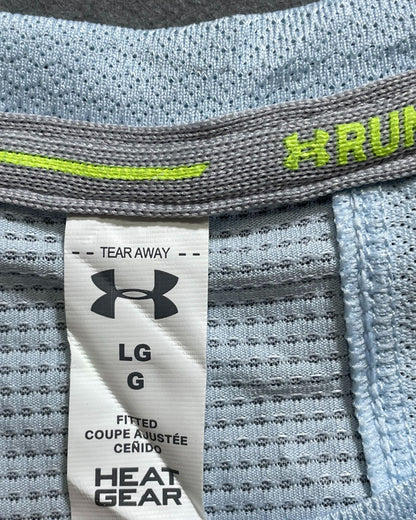 RUN
- - TEAR AWAY - -
LG
G
FITTED
COUPE AJUSTÉE
CEÑIDO
HEAT
GEAR